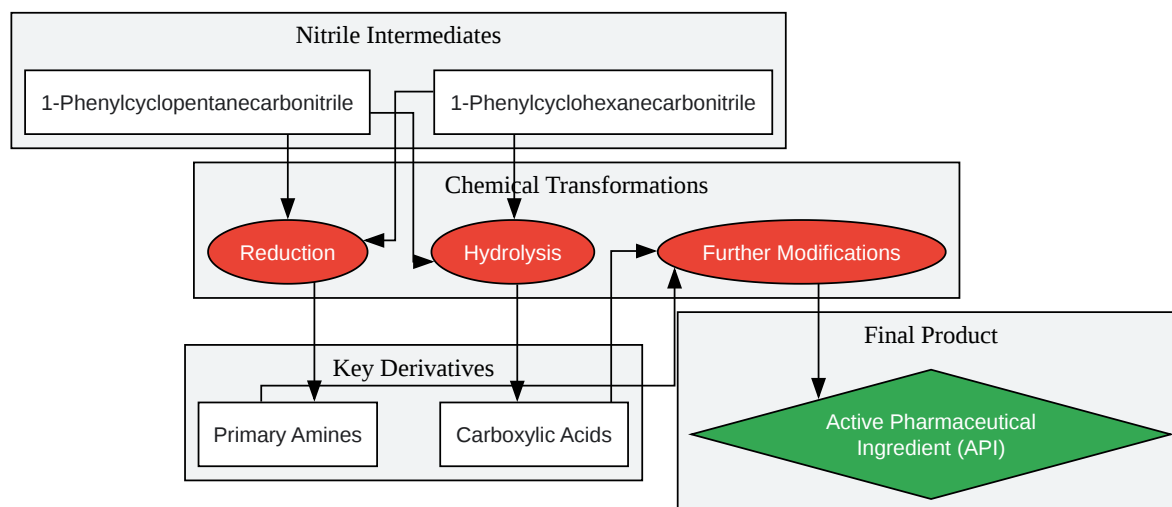 Nitrile Intermediates
1-Phenylcyclopentanecarbonitrile
1-Phenylcyclohexanecarbonitrile
Chemical Transformations
Reduction
Hydrolysis
Further Modifications
Key Derivatives
Primary Amines
Carboxylic Acids
Final Product
Active Pharmaceutical
Ingredient (API)